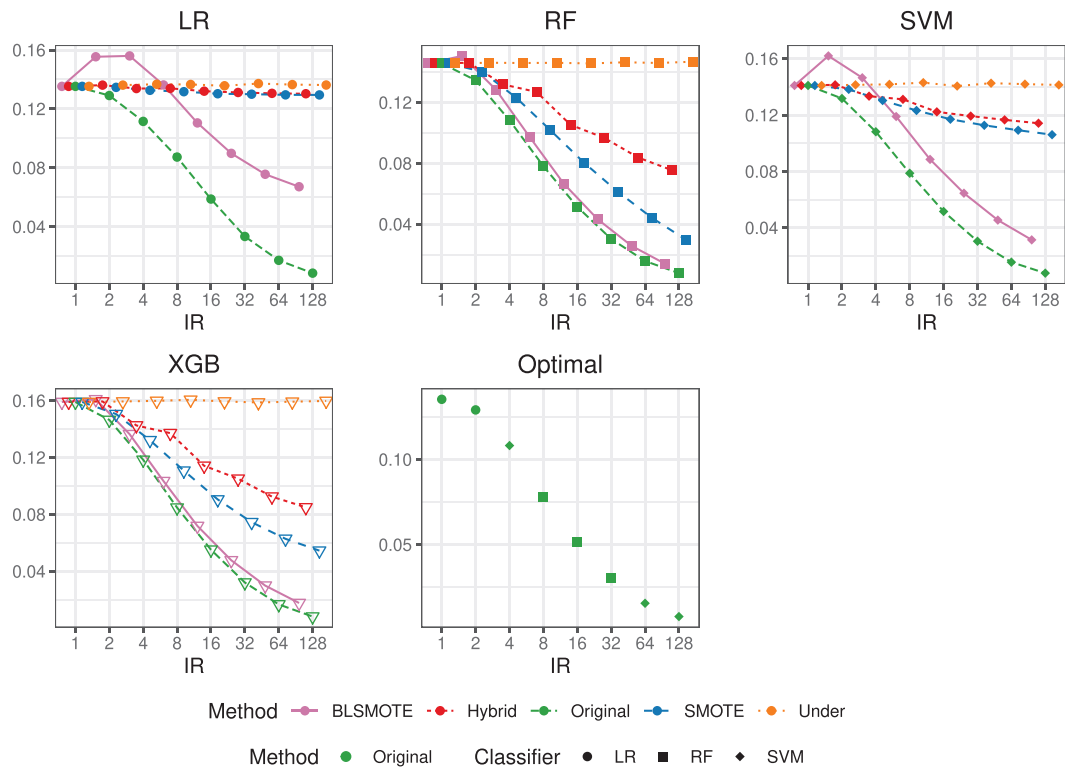 LR
RF
SVM
0.16
0.12
0.08
0.04
0.12
0.08
0.04
0.16
0.12
0.08
0.04
1 2 4 8 16 32 64 128
1 2 4 8 16 32 64 128
1 2 4 8 16 32 64 128
IR
IR
IR
XGB
Optimal
0.16
0.12
0.08
0.04
0.10
0.05
1 2 4 8 16 32 64 128
1 2 4 8 16 32 64 128
IR
IR
Method BLSMOTE Hybrid Original SMOTE Under
Method Original Classifier LR RF SVM